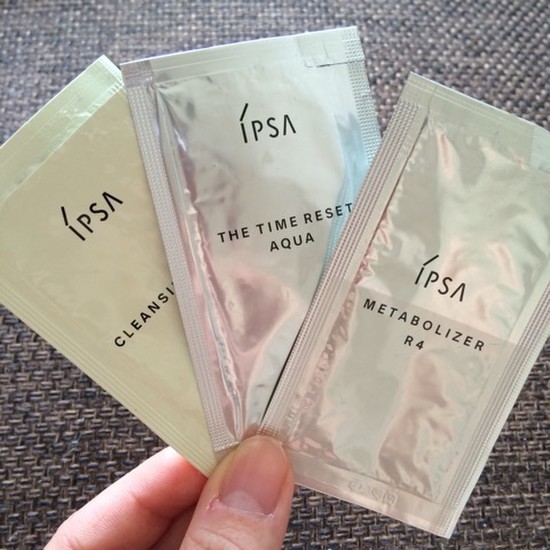 ÍPSA
CLEANSI
ÍPSA
THE TIME RESET
AQUA
ÍPSA
METABOLIZER
R4